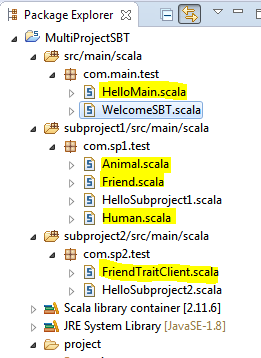 Package Explorer
MultiProjectSBT
src/main/scala
com.main.test
HelloMain.scala
WelcomeSBT.scala
subproject1/src/main/scala
com.sp1.test
Animal.scala
Friend.scala
HelloSubproject1.scala
Human.scala
subproject2/src/main/scala
com.sp2.test
FriendTraitClient.scala
HelloSubproject2.scala
Scala library container [2.11.6]
JRE System Library [JavaSE-1.8]
project